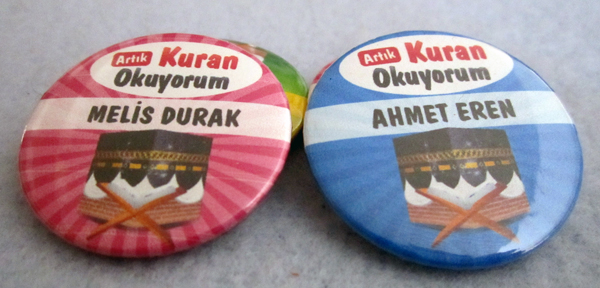 Artık Kuran
Okuyorum
MELİS DURAK
Artık Kuran
Okuyorum
AHMET EREN